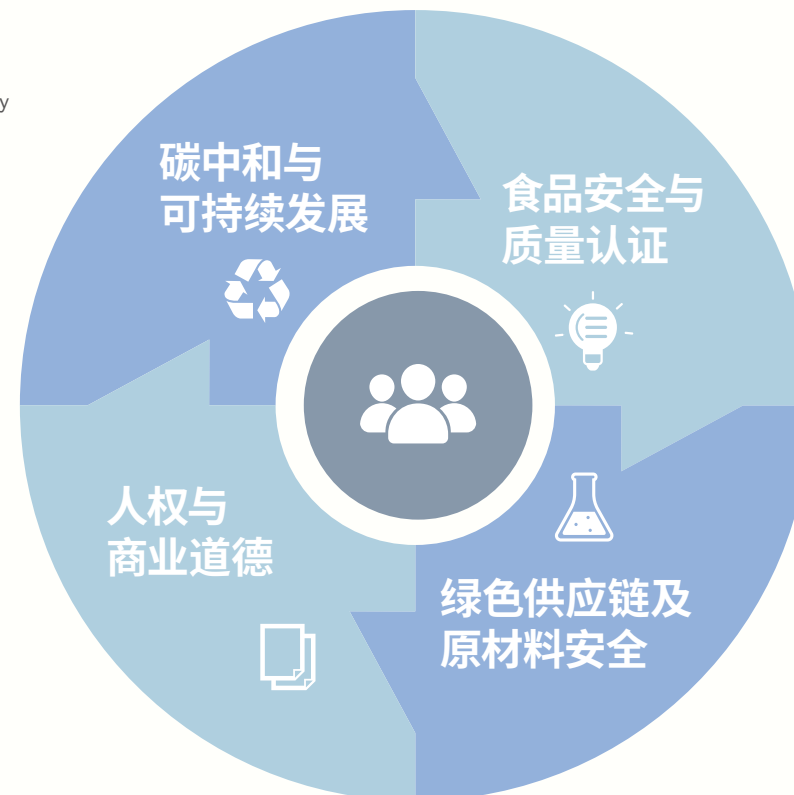 y
碳中和与
可持续发展
食品安全与
质量认证
人权与
商业道德
绿色供应链及
原材料安全